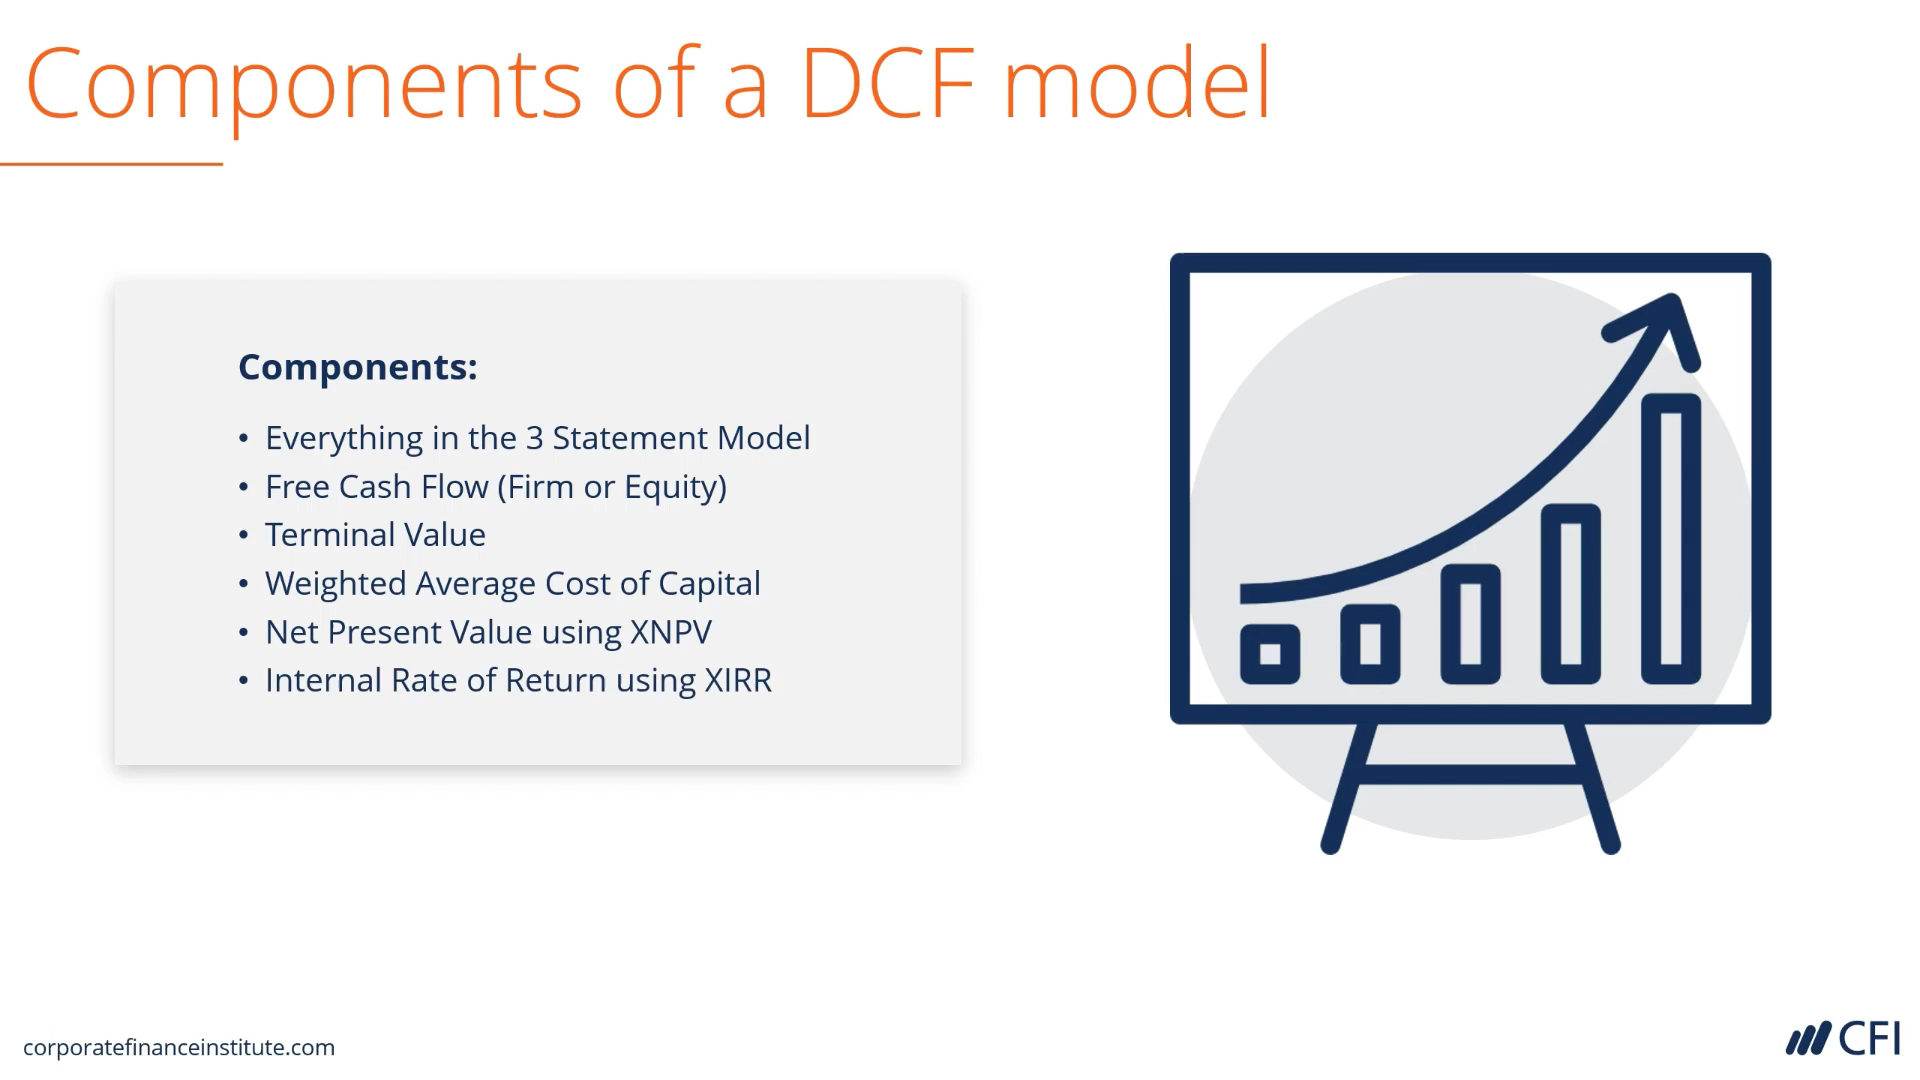 Components of a DCF model
Components:
• Everything in the 3 Statement Model
• Free Cash Flow (Firm or Equity)
• Terminal Value
• Weighted Average Cost of Capital
• Net Present Value using XNPV
• Internal Rate of Return using XIRR
corporatefinanceinstitute.com
CFI